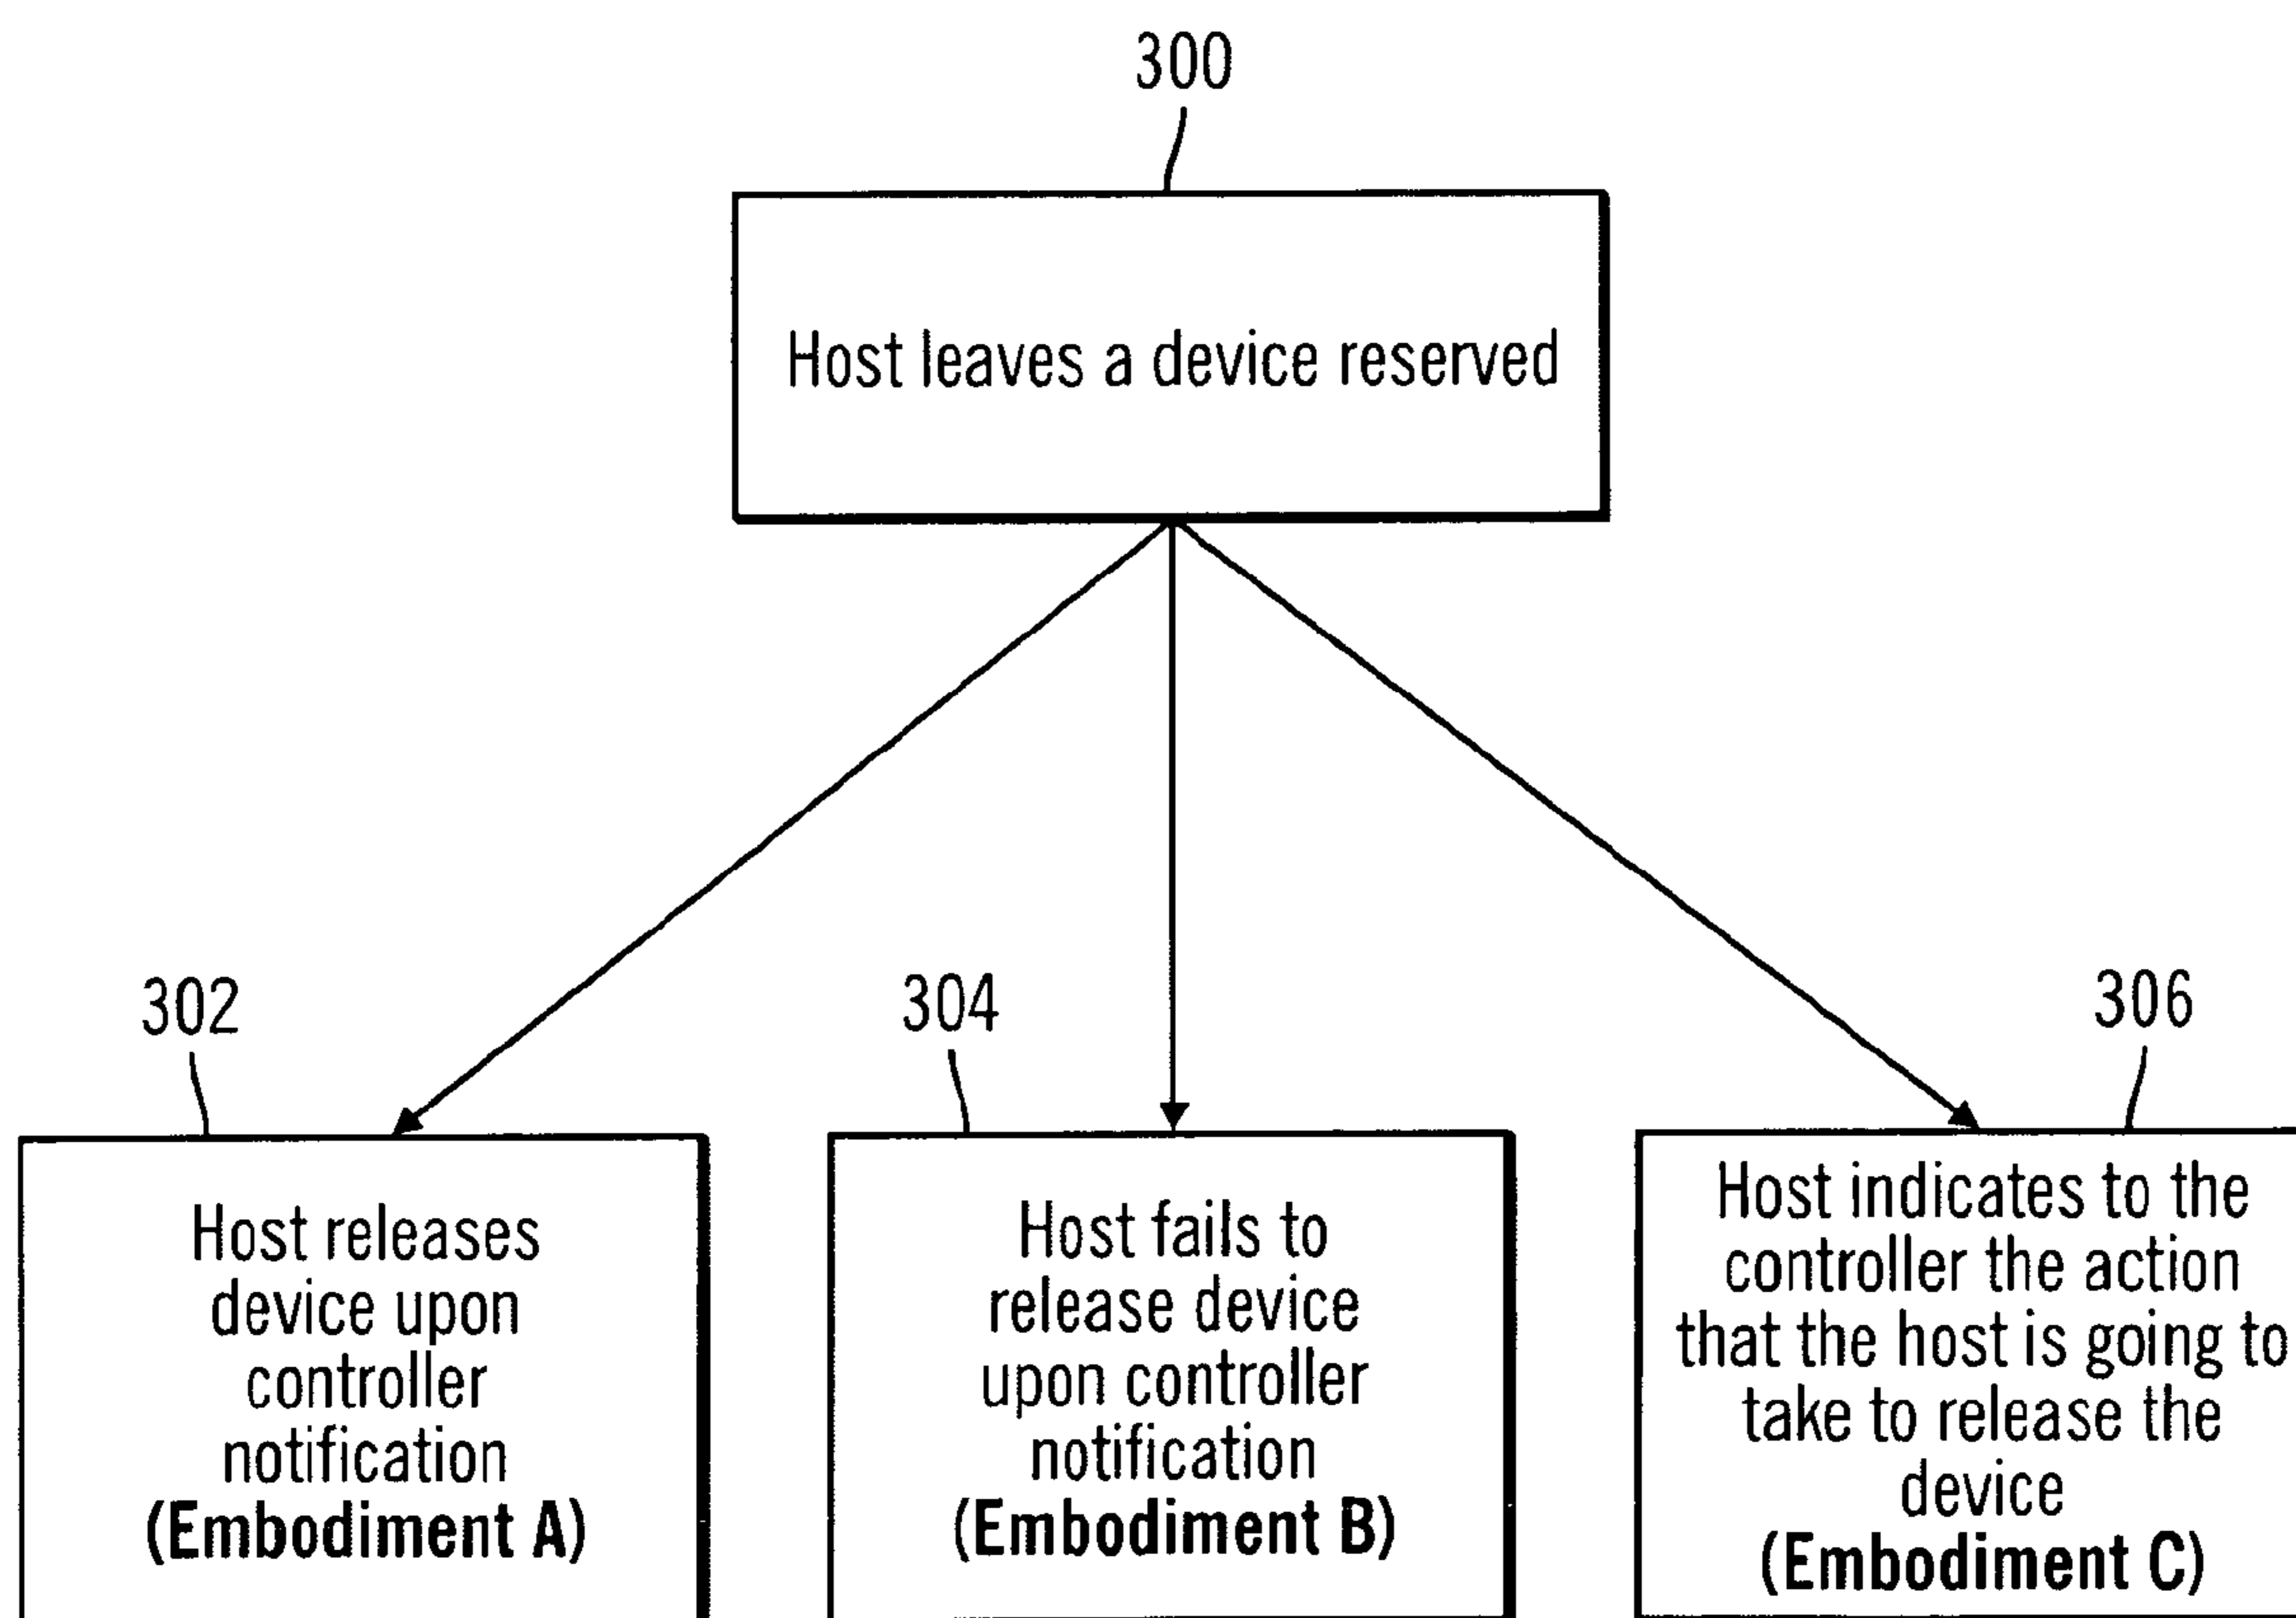 300
Host leaves a device reserved
302
304
306
Host releases
device upon
controller
notification
(Embodiment A)
Host fails to
release device
upon controller
notification
(Embodiment B)
Host indicates to the
controller the action
that the host is going to
take to release the
device
(Embodiment C)